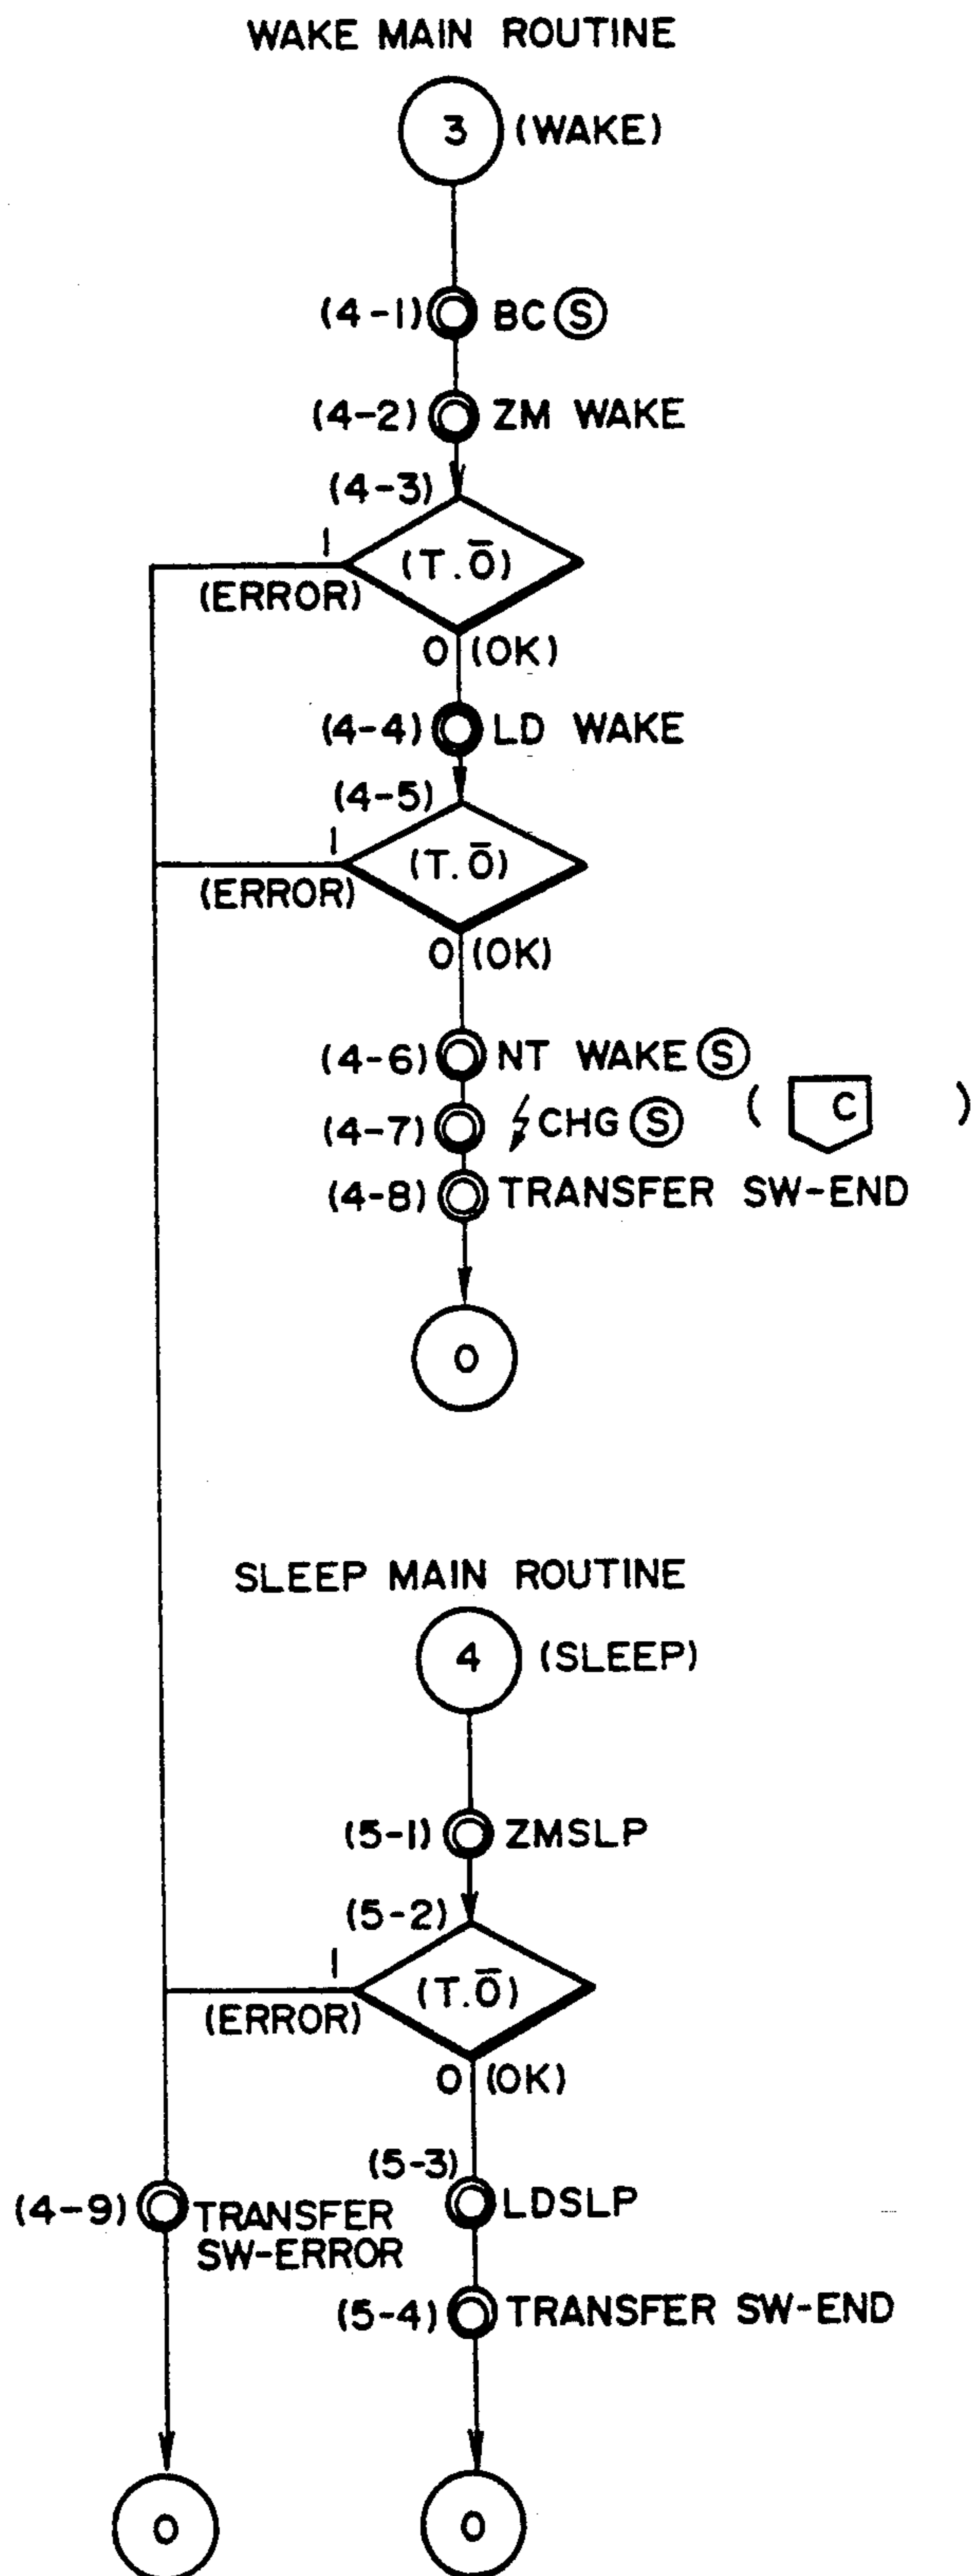 WAKE MAIN ROUTINE
3 (WAKE)
(4-1) BC Ⓢ
(4-2) ZM WAKE
(4-3)
1
(T.Ō)
(ERROR)
0 (OK)
(4-4) LD WAKE
(4-5)
1
(T.Ō)
(ERROR)
0 (OK)
(4-6) NT WAKE Ⓢ
(4-7) CHG Ⓢ ( C )
(4-8) TRANSFER SW-END
0
SLEEP MAIN ROUTINE
4 (SLEEP)
(5-1) ZMSLP
(5-2)
1
(T.Ō)
(ERROR)
0 (OK)
(5-3)
LDSLP
(4-9) TRANSFER
SW-ERROR
(5-4) TRANSFER SW-END
0
0